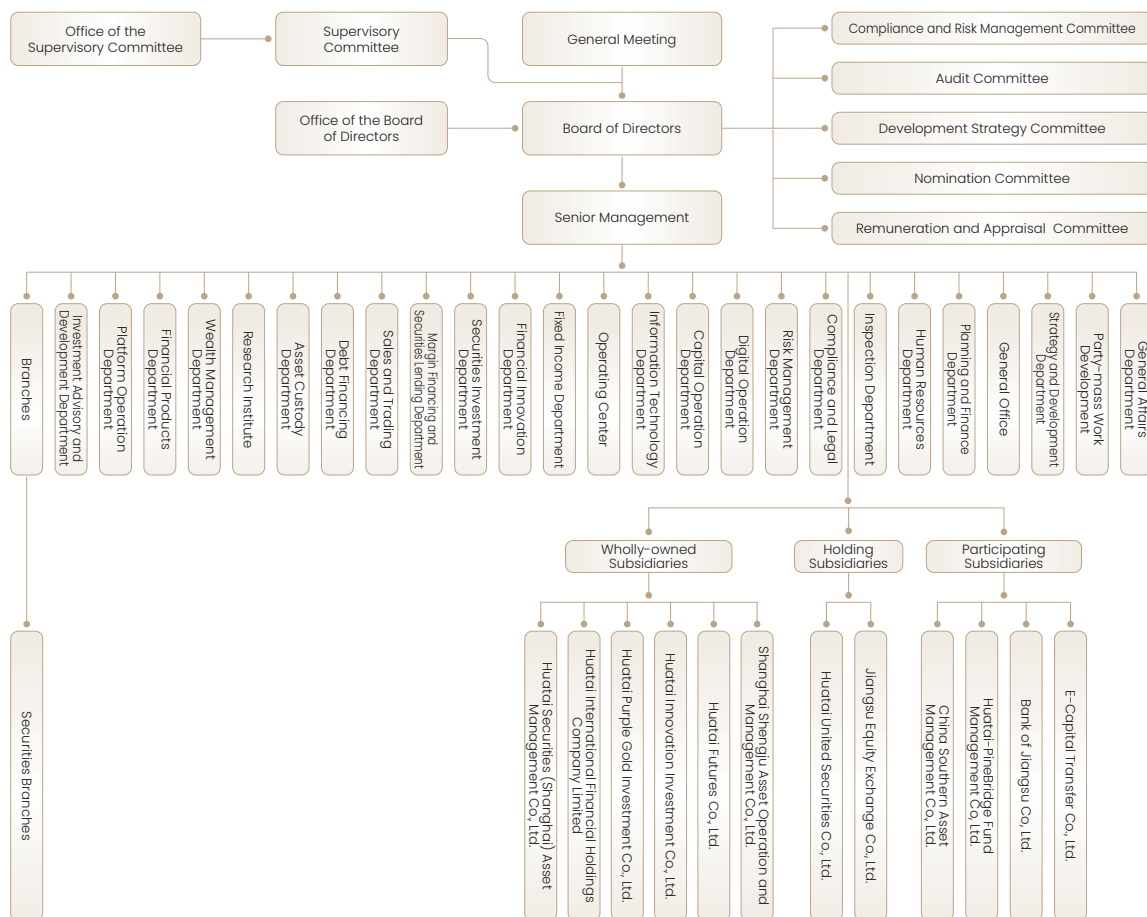 Office of the
Supervisory Committee
Supervisory
Committee
General Meeting
Compliance and Risk Management Committee
Audit Committee
Office of the Board
of Directors
Board of Directors
Development Strategy Committee
Nomination Committee
Senior Management
Remuneration and Appraisal Committee
Branches
Investment Advisory and
Development Department
Platform Operation
Department
Financial Products
Department
Wealth Management
Department
Research Institute
Asset Custody
Department
Debt Financing
Department
Sales and Trading
Department
Margin Financing and
Securities Lending Department
Securities Investment
Department
Financial Innovation
Department
Fixed Income Department
Operating Center
Information Technology
Department
Capital Operation
Department
Digital Operation
Department
Risk Management
Department
Compliance and Legal
Department
Inspection Department
Human Resources
Department
Planning and Finance
Department
General Office
Strategy and Development
Department
Party-mass Work
Development
General Affairs
Department
Wholly-owned
Subsidiaries
Holding
Subsidiaries
Participating
Subsidiaries
Securities Branches
Huatai Securities (Shanghai) Asset
Management Co., Ltd.
Huatai International Financial Holdings
Company Limited
Huatai Purple Gold Investment Co., Ltd.
Huatai Innovation Investment Co., Ltd.
Huatai Futures Co., Ltd.
Shanghai Shengju Asset Operation and
Management Co., Ltd.
Huatai United Securities Co., Ltd.
Jiangsu Equity Exchange Co., Ltd.
China Southern Asset
Management Co., Ltd.
Huatai-PineBridge Fund
Management Co., Ltd.
Bank of Jiangsu Co., Ltd.
E-Capital Transfer Co., Ltd.